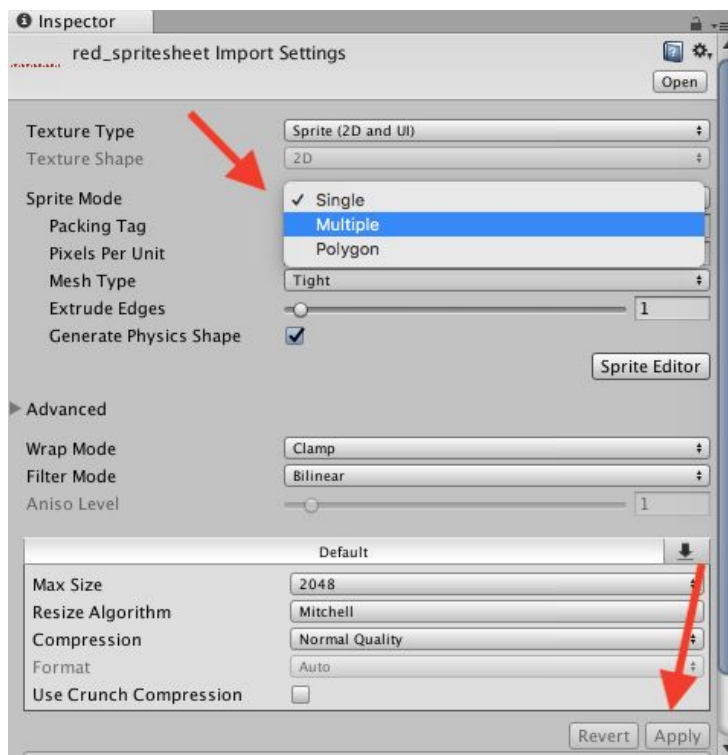 Inspector
red_spritesheet Import Settings
Open
Texture Type Sprite (2D and UI)
Texture Shape 2D
Sprite Mode ✓ Single
Packing Tag Multiple
Pixels Per Unit Polygon
Mesh Type Tight
Extrude Edges 1
Generate Physics Shape
Sprite Editor
Advanced
Wrap Mode Clamp
Filter Mode Bilinear
Aniso Level 1
Default
Max Size 2048
Resize Algorithm Mitchell
Compression Normal Quality
Format Auto
Use Crunch Compression
Revert Apply